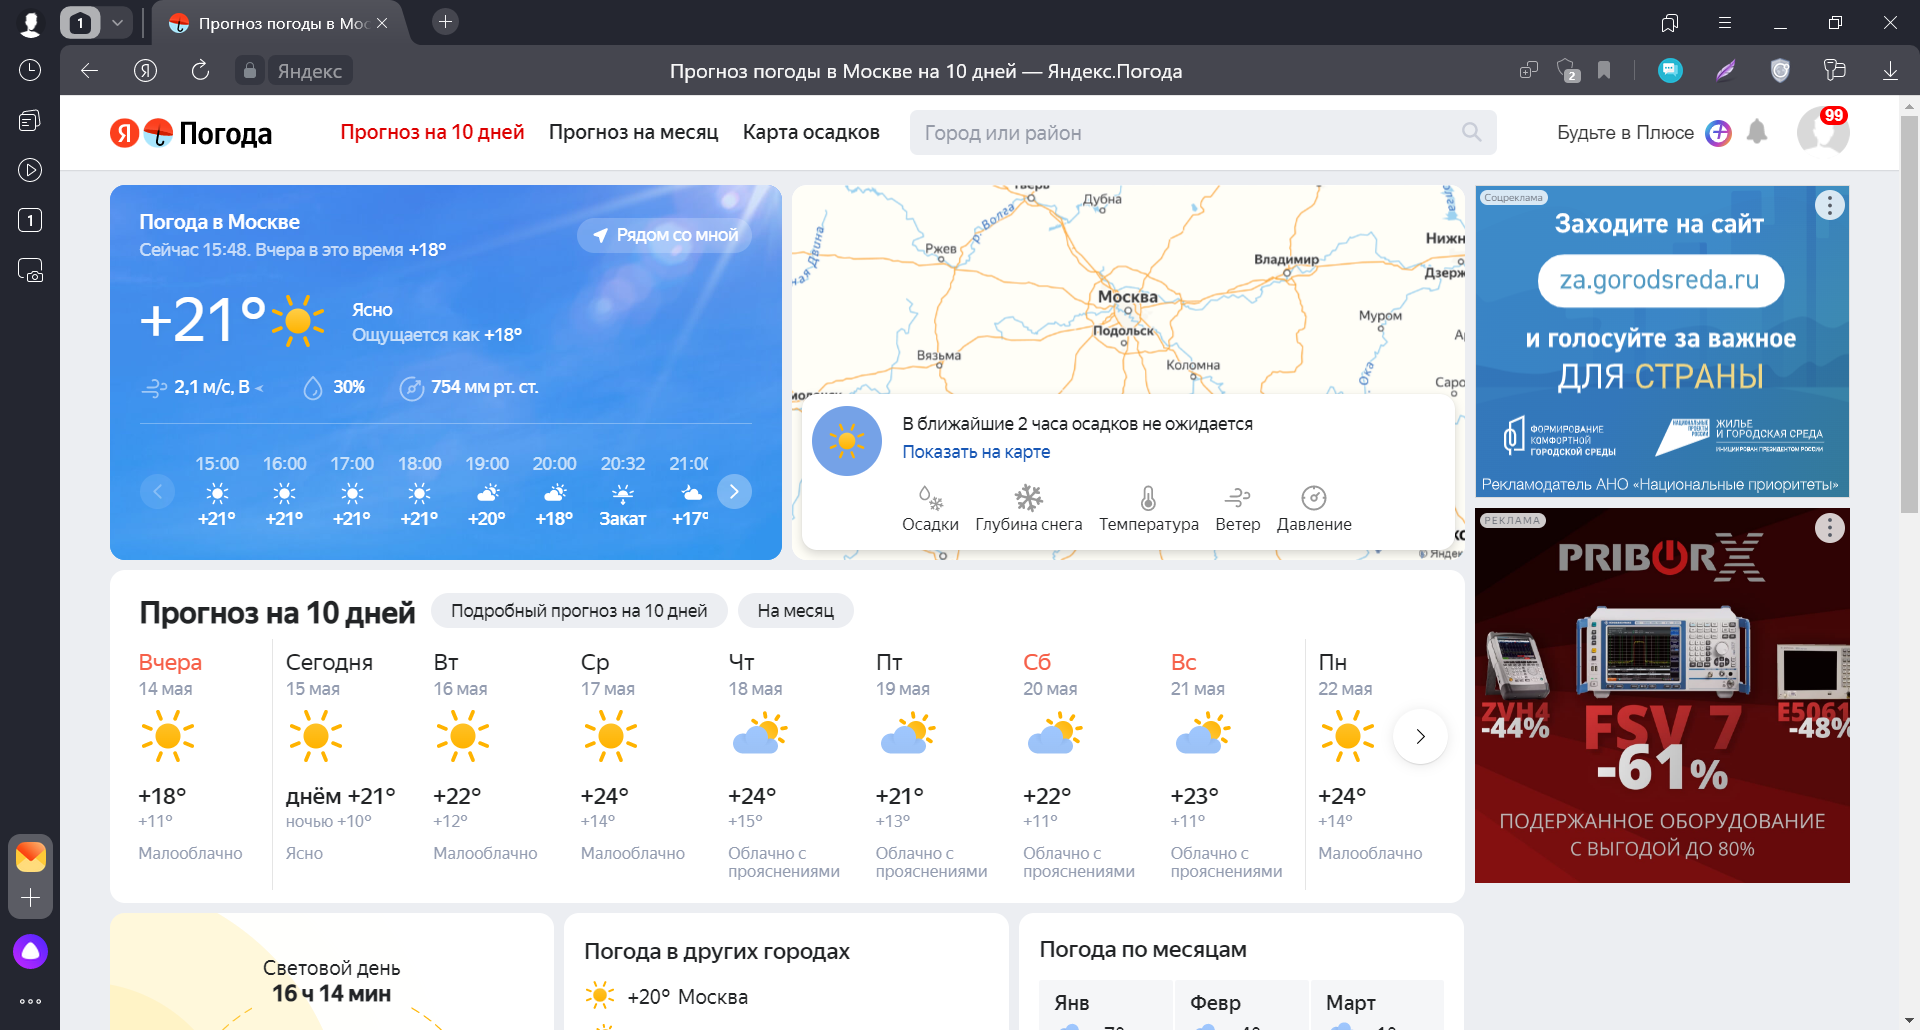 1
Прогноз погоды в Мос
Яндекс
Прогноз погоды в Москве на 10 дней — Яндекс.Погода
2
1
Я Погода
Прогноз на 10 дней
Прогноз на месяц
Карта осадков
Город или район
Будьте в Плюсе
99
Погода в Москве
Сейчас 15:48. Вчера в это время +18°
Рядом со мной
+21°
Ясно
Ощущается как +18°
2,1 м/с, В
30%
754 мм рт. ст.
15:00 16:00 17:00 18:00 19:00 20:00 20:32 21:00
+21° +21° +21° +21° +20° +18° Закат +17°
Тверь
Дубна
р. Волга
Ржев
Владимир
Нижн
Дзерж
Москва
Подольск
Муром
Вязьма
Коломна
Ока
Саро
В ближайшие 2 часа осадков не ожидается
Показать на карте
Осадки
Глубина снега
Температура
Ветер
Давление
© Яндекс
Соцреклама
Заходите на сайт
za.gorodsreda.ru
и голосуйте за важное
ДЛЯ СТРАНЫ
ФОРМИРОВАНИЕ
КОМФОРТНОЙ
ГОРОДСКОЙ СРЕДЫ
НАЦИОНАЛЬНЫЕ
ПРОЕКТЫ
РОССИИ
ЖИЛЬЕ
И ГОРОДСКАЯ СРЕДА
ИНИЦИИРОВАН ПРЕЗИДЕНТОМ РОССИИ
Рекламодатель АНО «Национальные приоритеты»
РЕКЛАМА
PRIBOR X
ZVH4
-44%
FSV 7
-61%
E5061
-48%
ПОДЕРЖАННОЕ ОБОРУДОВАНИЕ
С ВЫГОДОЙ ДО 80%
Прогноз на 10 дней
Подробный прогноз на 10 дней
На месяц
Вчера
14 мая
+18°
+11°
Малооблачно
Сегодня
15 мая
днём +21°
ночью +10°
Ясно
Вт
16 мая
+22°
+12°
Малооблачно
Ср
17 мая
+24°
+14°
Малооблачно
Чт
18 мая
+24°
+15°
Облачно с
прояснениями
Пт
19 мая
+21°
+13°
Облачно с
прояснениями
Сб
20 мая
+22°
+11°
Облачно с
прояснениями
Вс
21 мая
+23°
+11°
Облачно с
прояснениями
Пн
22 мая
+24°
+14°
Малооблачно
Световой день
16 ч 14 мин
Погода в других городах
+20° Москва
Погода по месяцам
Янв
Февр
Март